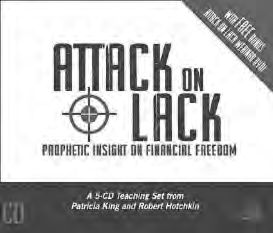 WITH FREE BONUS
ATTACK ON LACK WEBINAR DVD!
ATTACK ON
LACK
PROPHETIC INSIGHT ON FINANCIAL FREEDOM
A 5-CD Teaching Set from
Patricia King and Robert Hotchkin
CD